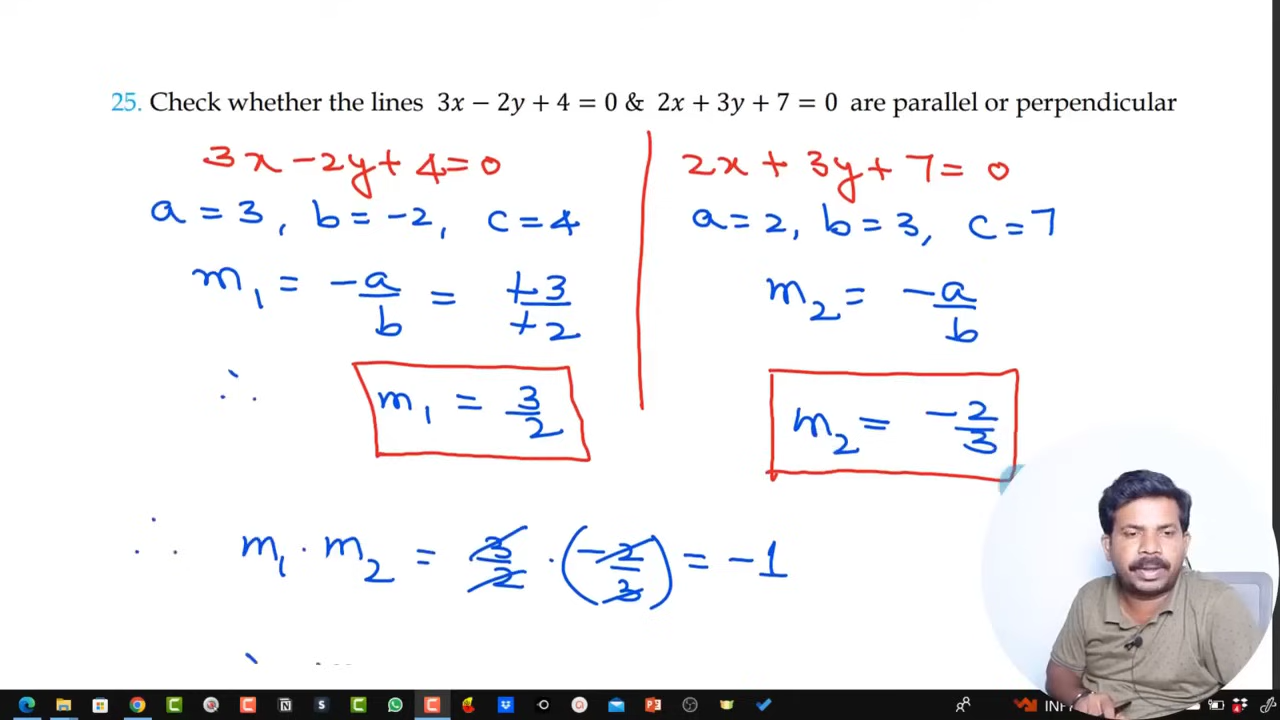 25. Check whether the lines 3x − 2y + 4 = 0 & 2x + 3y + 7 = 0 are parallel or perpendicular
3x − 2y + 4 = 0
a = 3, b = −2, c = 4
m₁ = −a/b = +3/+2
∴ m₁ = 3/2
2x + 3y + 7 = 0
a = 2, b = 3, c = 7
m₂ = −a/b
m₂ = −2/3
∴ m₁ · m₂ = 3/2 · (−2/3) = −1